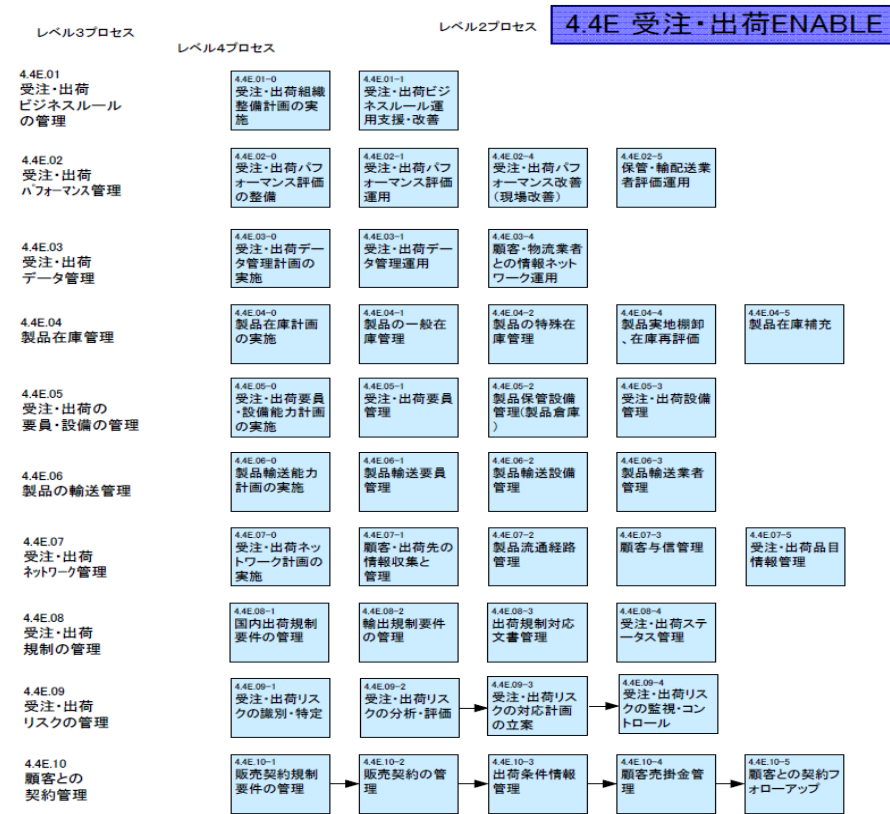 レベル3プロセス
レベル4プロセス
レベル2プロセス
4.4E 受注・出荷ENABLE
4.4E.01
受注・出荷
ビジネスルール
の管理
4.4E.01-0
受注・出荷組織
整備計画の実
施
4.4E.01-1
受注・出荷ビジ
ネスルール運
用支援・改善
4.4E.02
受注・出荷
パフォーマンス管理
4.4E.02-0
受注・出荷パフ
ォーマンス評価
の整備
4.4E.02-1
受注・出荷パフ
ォーマンス評価
運用
4.4E.02-4
受注・出荷パフ
ォーマンス改善
(現場改善)
4.4E.02-5
保管・輸配送業
者評価運用
4.4E.03
受注・出荷
データ管理
4.4E.03-0
受注・出荷デー
タ管理計画の
実施
4.4E.03-1
受注・出荷デー
タ管理運用
4.4E.03-4
顧客・物流業者
との情報ネット
ワーク運用
4.4E.04
製品在庫管理
4.4E.04-0
製品在庫計画
の実施
4.4E.04-1
製品の一般在
庫管理
4.4E.04-2
製品の特殊在
庫管理
4.4E.04-4
製品実地棚卸
、在庫再評価
4.4E.04-5
製品在庫補充
4.4E.05
受注・出荷の
要員・設備の管理
4.4E.05-0
受注・出荷要員
・設備能力計画
の実施
4.4E.05-1
受注・出荷要員
管理
4.4E.05-2
製品保管設備
管理(製品倉庫
)
4.4E.05-3
受注・出荷設備
管理
4.4E.06
製品の輸送管理
4.4E.06-0
製品輸送能力
計画の実施
4.4E.06-1
製品輸送要員
管理
4.4E.06-2
製品輸送設備
管理
4.4E.06-3
製品輸送業者
管理
4.4E.07
受注・出荷
ネットワーク管理
4.4E.07-0
受注・出荷ネッ
トワーク計画の
実施
4.4E.07-1
顧客・出荷先の
情報収集と
管理
4.4E.07-2
製品流通経路
管理
4.4E.07-3
顧客与信管理
4.4E.07-5
受注・出荷品目
情報管理
4.4E.08
受注・出荷
規制の管理
4.4E.08-1
国内出荷規制
要件の管理
4.4E.08-2
輸出規制要件
の管理
4.4E.08-3
出荷規制対応
文書管理
4.4E.08-4
受注・出荷ステ
ータス管理
4.4E.09
受注・出荷
リスクの管理
4.4E.09-1
受注・出荷リス
クの識別・特定
4.4E.09-2
受注・出荷リス
クの分析・評価
4.4E.09-3
受注・出荷リス
クの対応計画
の立案
4.4E.09-4
受注・出荷リス
クの監視・コン
トロール
4.4E.10
顧客との
契約管理
4.4E.10-1
販売契約規制
要件の管理
4.4E.10-2
販売契約の管
理
4.4E.10-3
出荷条件情報
管理
4.4E.10-4
顧客売掛金管
理
4.4E.10-5
顧客との契約フ
ォローアップ